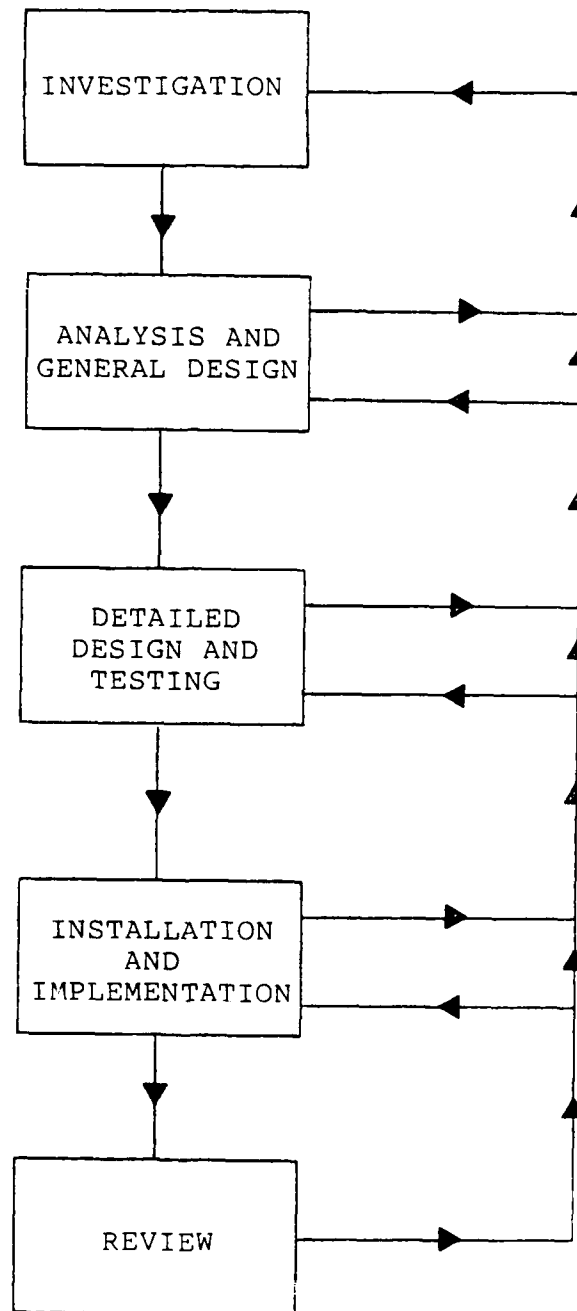 INVESTIGATION
ANALYSIS AND
GENERAL DESIGN
DETAILED
DESIGN AND
TESTING
INSTALLATION
AND
IMPLEMENTATION
REVIEW